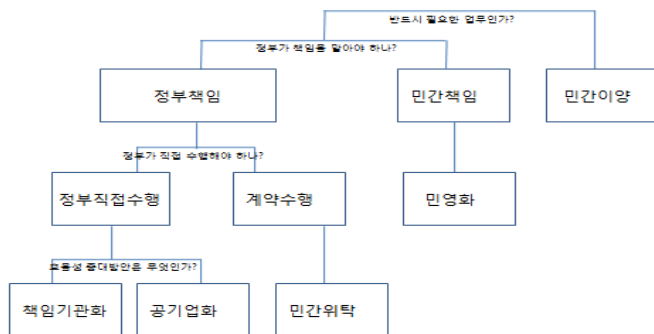 반드시 필요한 업무인가?
정부가 책임을 맡아야 하나?
정부책임
민간책임
민간이양
정부가 직접 수행해야 하나?
정부직접수행
계약수행
민영화
효율성 증대방안은 무엇인가?
책임기관화
공기업화
민간위탁